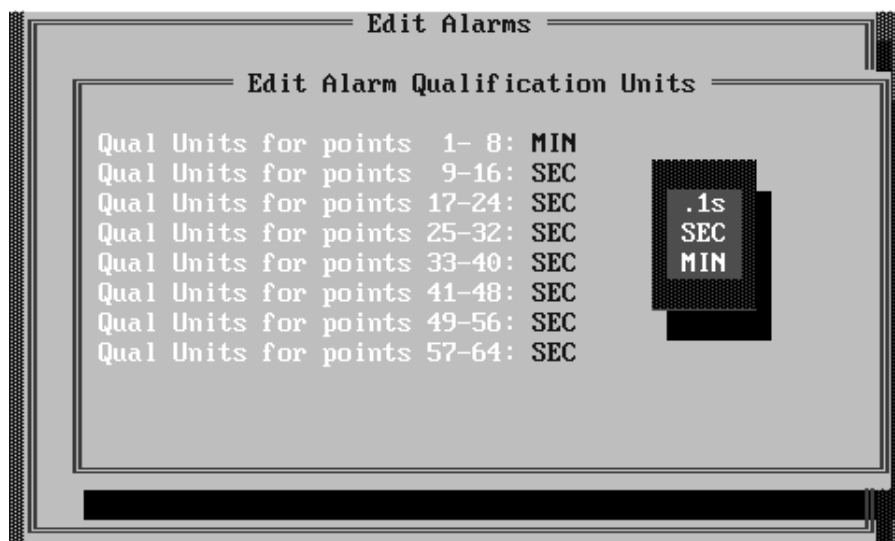 Edit Alarms
Edit Alarm Qualification Units
Qual Units for points 1- 8: MIN
Qual Units for points 9-16: SEC
Qual Units for points 17-24: SEC
Qual Units for points 25-32: SEC
Qual Units for points 33-40: SEC
Qual Units for points 41-48: SEC
Qual Units for points 49-56: SEC
Qual Units for points 57-64: SEC
.1s
SEC
MIN